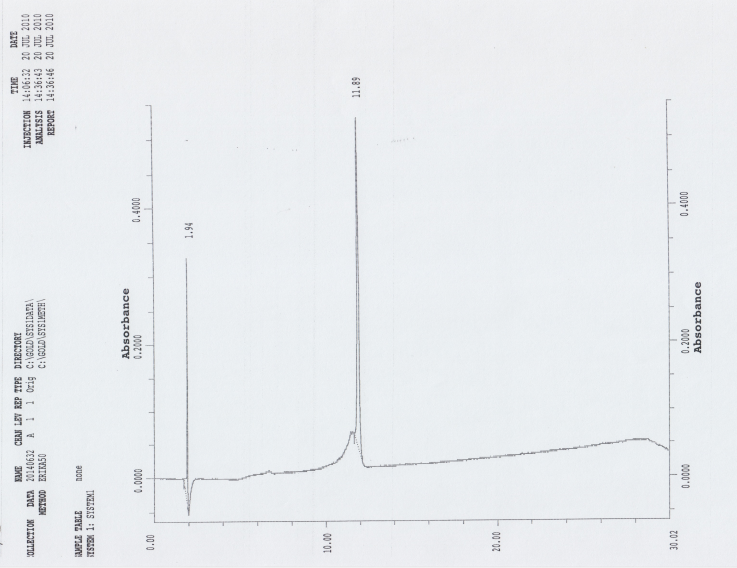 COLLECTION DATA NAME CHAN LEV REP TYPE DIRECTORY TIME DATE
DATA 20140632 A 1 1 Orig C:\GOLD\SYS1DATA\ INJECTION 14:06:32 20 JUL 2010
METHOD ERIKA50 C:\GOLD\SYS1METH\ ANALYSIS 14:36:43 20 JUL 2010
REPORT 14:36:46 20 JUL 2010
SAMPLE TABLE none
SYSTEM 1: SYSTEM1
Absorbance
0.0000 0.2000 0.4000
0.00
1.94
10.00
11.89
20.00
30.02
0.0000 0.2000 0.4000
Absorbance